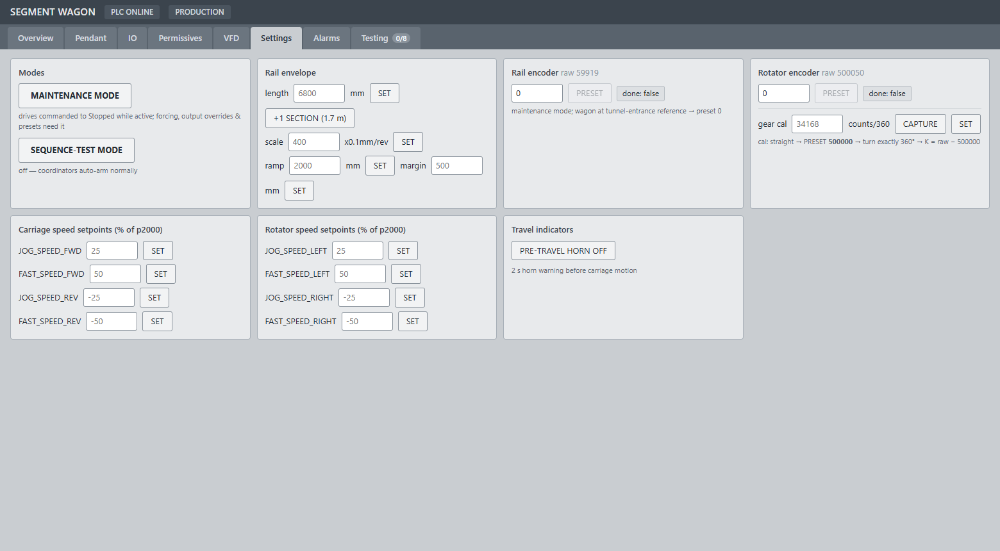 SEGMENT WAGON PLC ONLINE PRODUCTION
Overview Pendant IO Permissives VFD Settings Alarms Testing 0/8
Modes
MAINTENANCE MODE
drives commanded to Stopped while active; forcing, output overrides &
presets need it
SEQUENCE-TEST MODE
off — coordinators auto-arm normally
Rail envelope
length 6800 mm SET
+1 SECTION (1.7 m)
scale 400 x0.1mm/rev SET
ramp 2000 mm SET margin 500
mm SET
Rail encoder raw 59919
0 PRESET done: false
maintenance mode; wagon at tunnel-entrance reference → preset 0
Rotator encoder raw 500050
0 PRESET done: false
gear cal 34168 counts/360 CAPTURE SET
cal: straight → PRESET 500000 → turn exactly 360° → K = raw − 500000
Carriage speed setpoints (% of p2000)
JOG_SPEED_FWD 25 SET
FAST_SPEED_FWD 50 SET
JOG_SPEED_REV -25 SET
FAST_SPEED_REV -50 SET
Rotator speed setpoints (% of p2000)
JOG_SPEED_LEFT 25 SET
FAST_SPEED_LEFT 50 SET
JOG_SPEED_RIGHT -25 SET
FAST_SPEED_RIGHT -50 SET
Travel indicators
PRE-TRAVEL HORN OFF
2 s horn warning before carriage motion